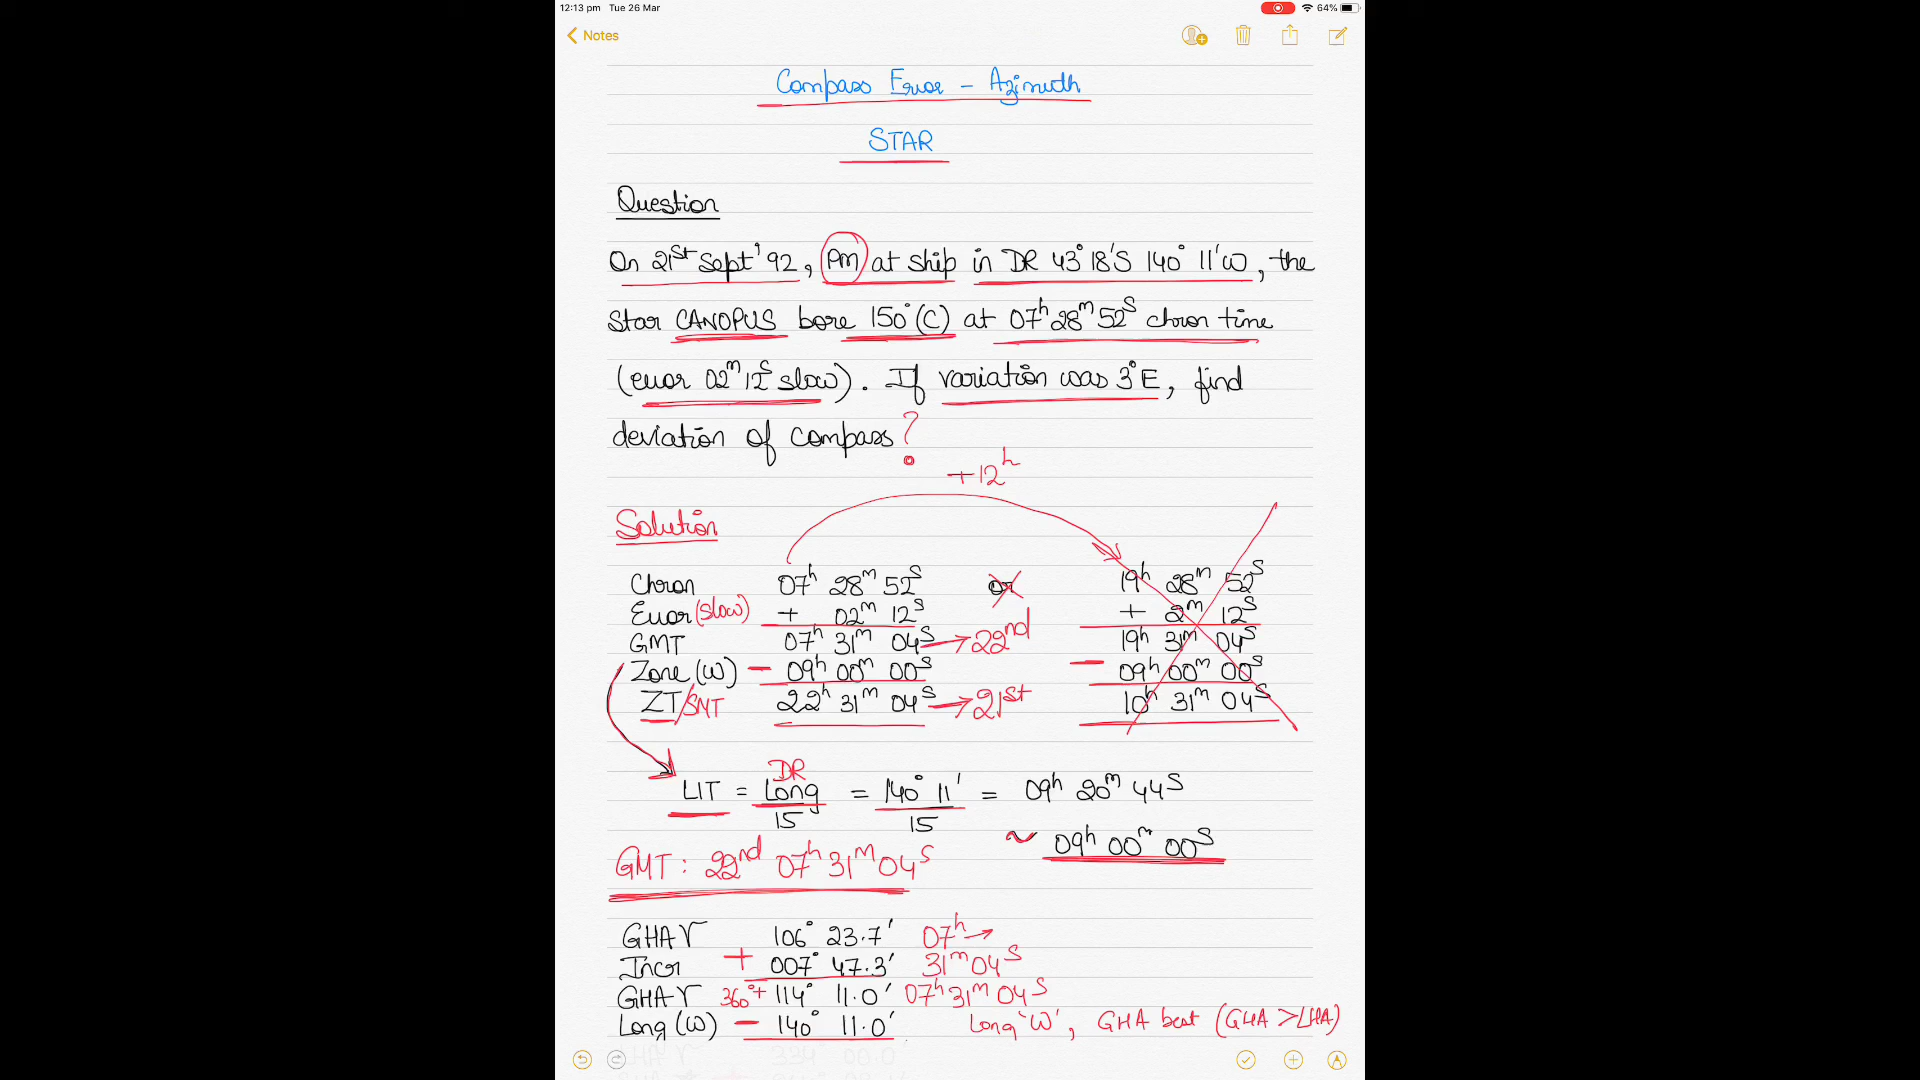 12:13 pm Tue 26 Mar 64%
Notes
Compass Error - Azimuth
STAR
Question
On 21st Sept' 92, PM at ship in DR 43° 18'S 140° 11'W, the
star CANOPUS bore 150°(C) at 07h 28m 52s chron time
(error 02m 12s slow). If variation was 3°E, find
deviation of compass?
+12h
Solution
Chron 07h 28m 52s or 19h 28m 52s
Error (slow) + 02m 12s + 2m 12s
GMT 07h 31m 04s → 22nd 19h 31m 04s
Zone (W) - 09h 00m 00s - 09h 00m 00s
ZT/SMT 22h 31m 04s → 21st 10h 31m 04s
LIT = DR Long / 15 = 140° 11' / 15 = 09h 20m 44s
~ 09h 00m 00s
GMT: 22nd 07h 31m 04s
GHA♈ 106° 23.7' 07h →
Incr + 007° 47.3' 31m 04s
GHA♈ 360°+ 114° 11.0' 07h 31m 04s
Long (W) - 140° 11.0' Long 'W', GHA best (GHA > LHA)